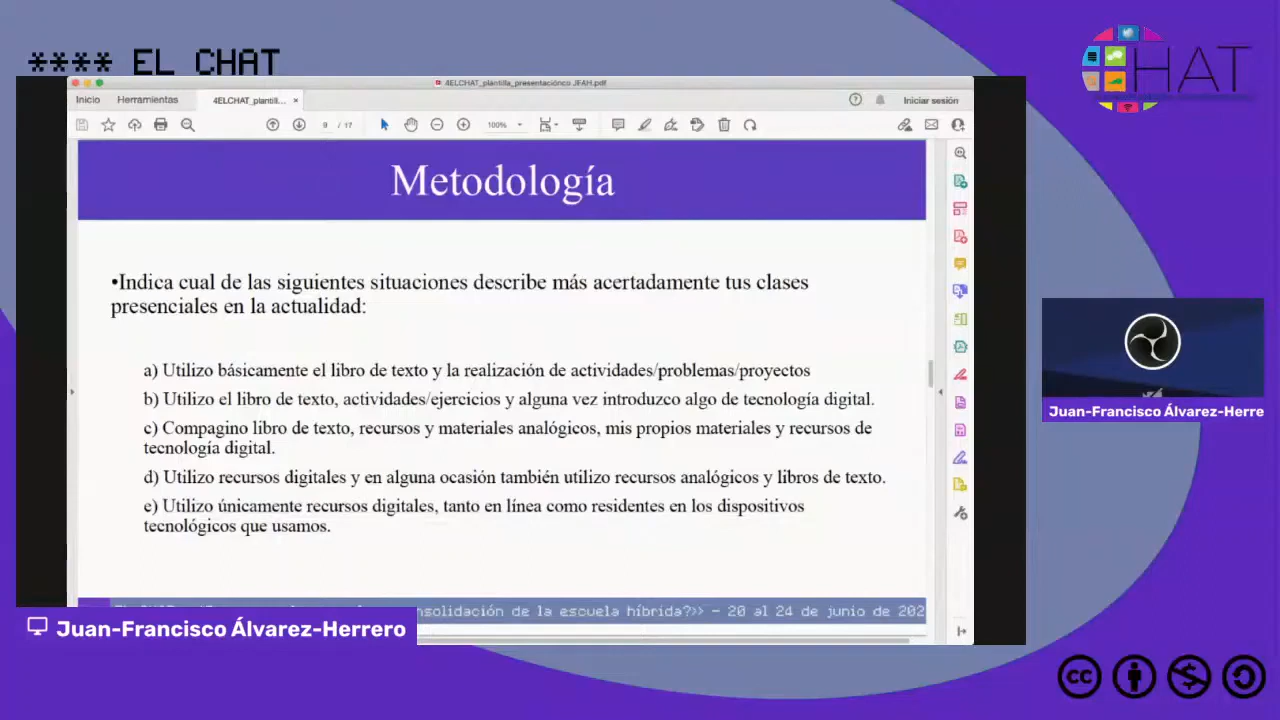 **** EL CHAT
HAT
4ELCHAT_plantilla_presentaciónco JFAH.pdf
Inicio Herramientas 4ELCHAT_plantill... × Iniciar sesión
9 / 17 100%
Metodología
•Indica cual de las siguientes situaciones describe más acertadamente tus clases
presenciales en la actualidad:
a) Utilizo básicamente el libro de texto y la realización de actividades/problemas/proyectos
b) Utilizo el libro de texto, actividades/ejercicios y alguna vez introduzco algo de tecnología digital.
c) Compagino libro de texto, recursos y materiales analógicos, mis propios materiales y recursos de
tecnología digital.
d) Utilizo recursos digitales y en alguna ocasión también utilizo recursos analógicos y libros de texto.
e) Utilizo únicamente recursos digitales, tanto en línea como residentes en los dispositivos
tecnológicos que usamos.
nsolidación de la escuela híbrida?>> – 20 al 24 de junio de 202
Juan-Francisco Álvarez-Herrero
Juan-Francisco Álvarez-Herre
cc